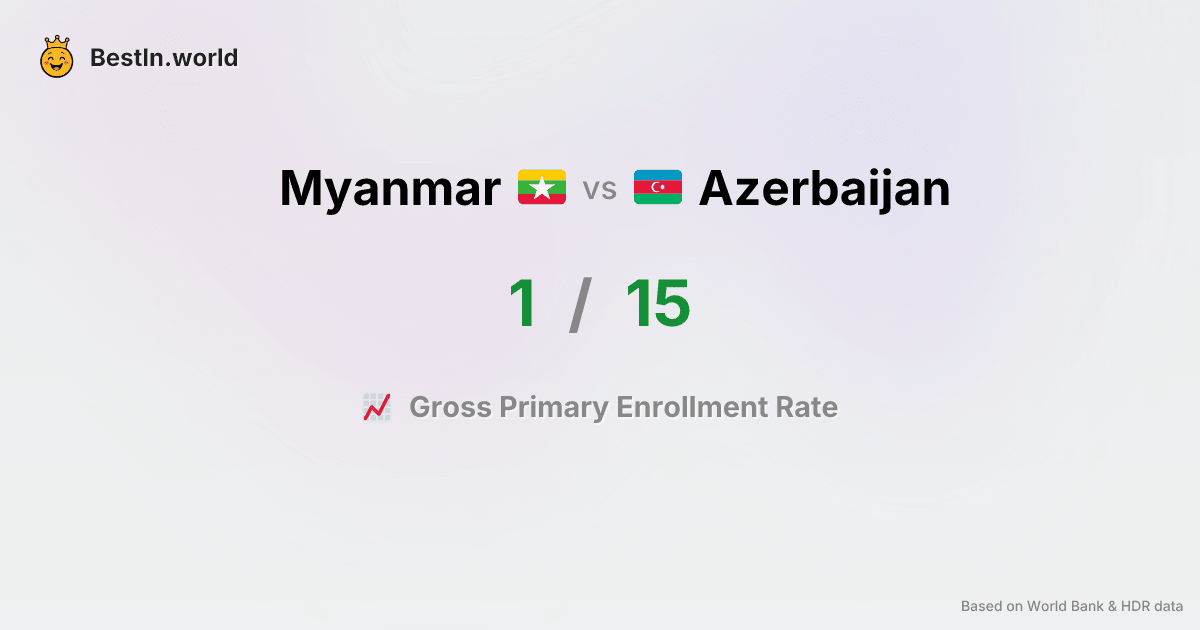 BestIn.world
Myanmar vs Azerbaijan
1 / 15
Gross Primary Enrollment Rate
Based on World Bank & HDR data